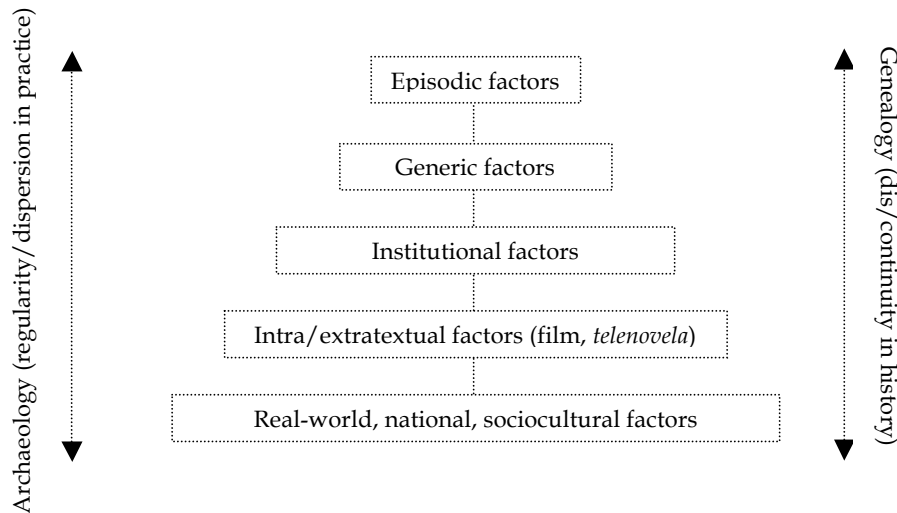 Archaeology (regularity/dispersion in practice)
Episodic factors
Generic factors
Institutional factors
Intra/extratextual factors (film, telenovela)
Real-world, national, sociocultural factors
Genealogy (dis/continuity in history)